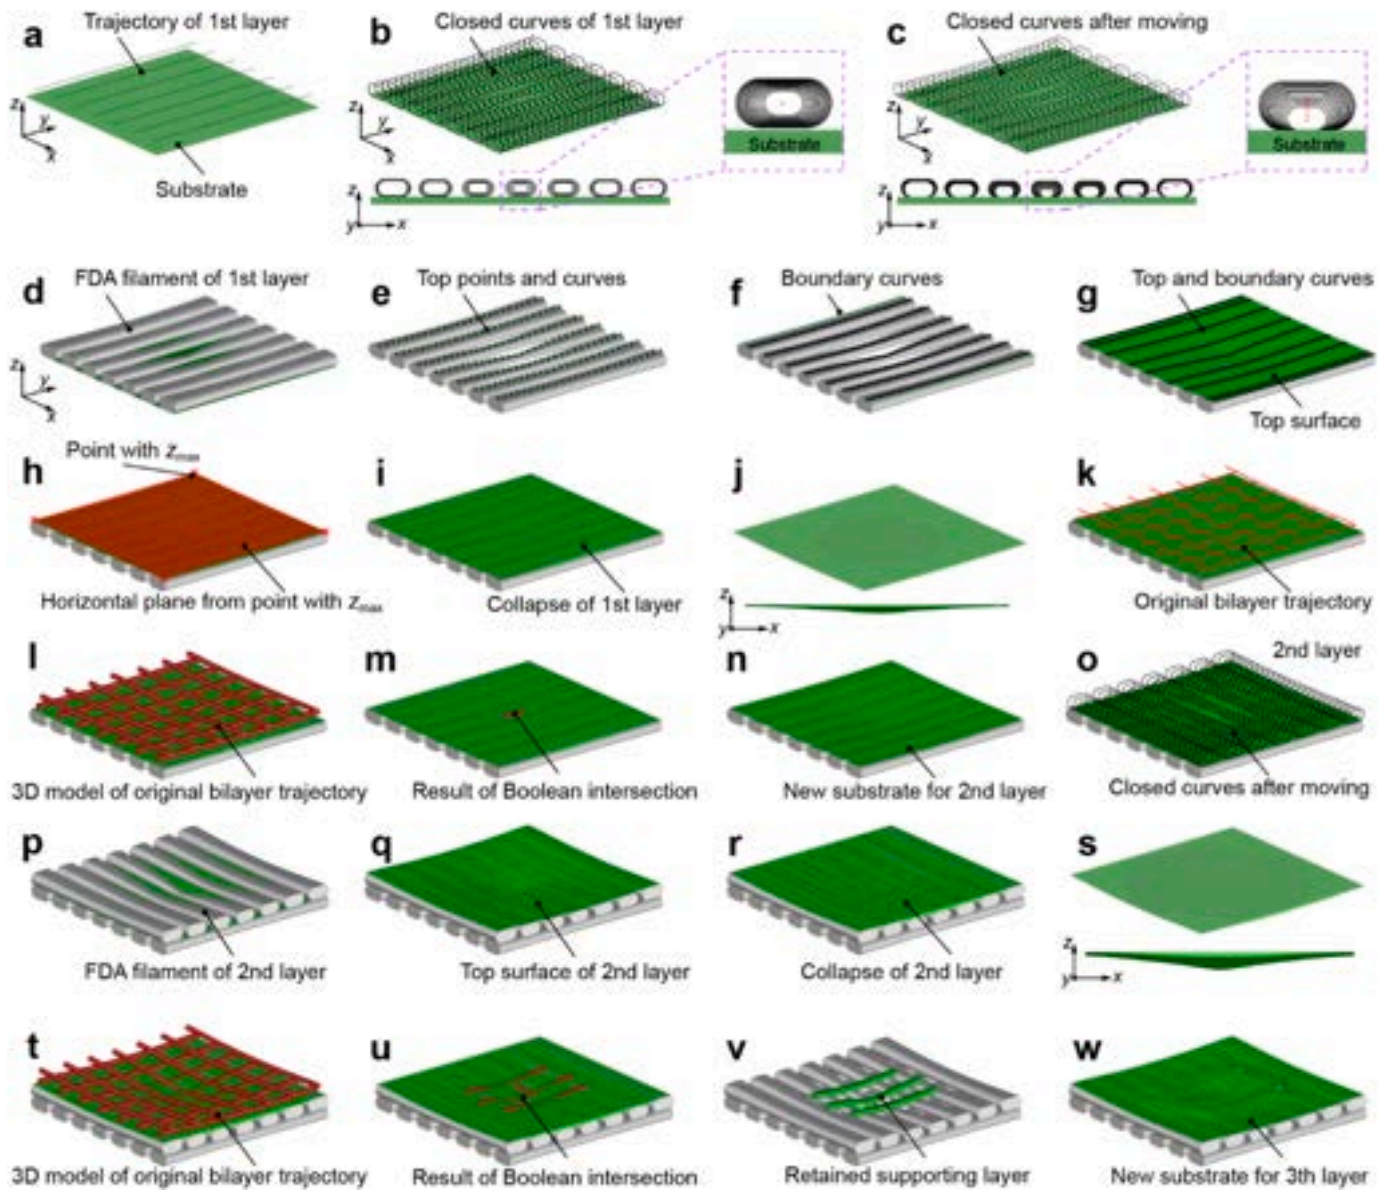 a
Trajectory of 1st layer
z
y
x
Substrate
b
Closed curves of 1st layer
z
y
x
Substrate
z
y
x
c
Closed curves after moving
z
y
x
Substrate
z
y
x
d
FDA filament of 1st layer
z
y
x
e
Top points and curves
f
Boundary curves
g
Top and boundary curves
Top surface
h
Point with zmax
Horizontal plane from point with zmax
i
Collapse of 1st layer
j
z
y
x
k
Original bilayer trajectory
l
3D model of original bilayer trajectory
m
Result of Boolean intersection
n
New substrate for 2nd layer
o
2nd layer
Closed curves after moving
p
FDA filament of 2nd layer
q
Top surface of 2nd layer
r
Collapse of 2nd layer
s
z
y
x
t
3D model of original bilayer trajectory
u
Result of Boolean intersection
v
Retained supporting layer
w
New substrate for 3th layer